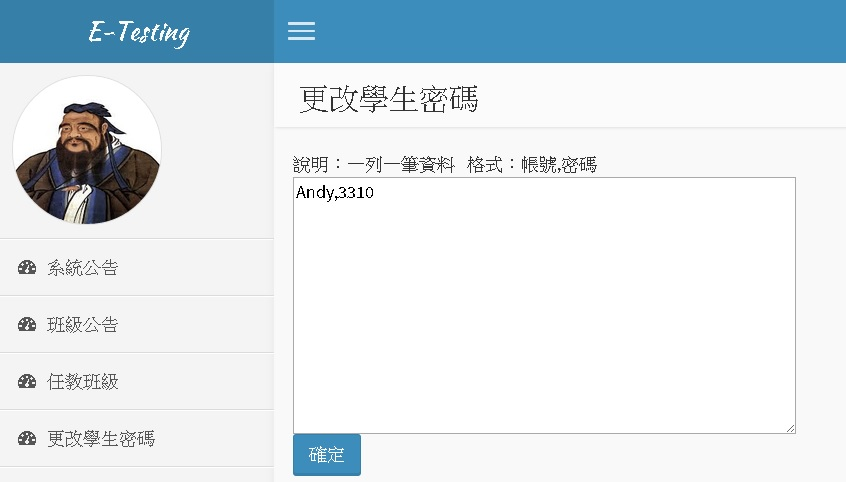 E-Testing
更改學生密碼
說明：一列一筆資料 格式：帳號,密碼
Andy,3310
系統公告
班級公告
任教班級
更改學生密碼
確定